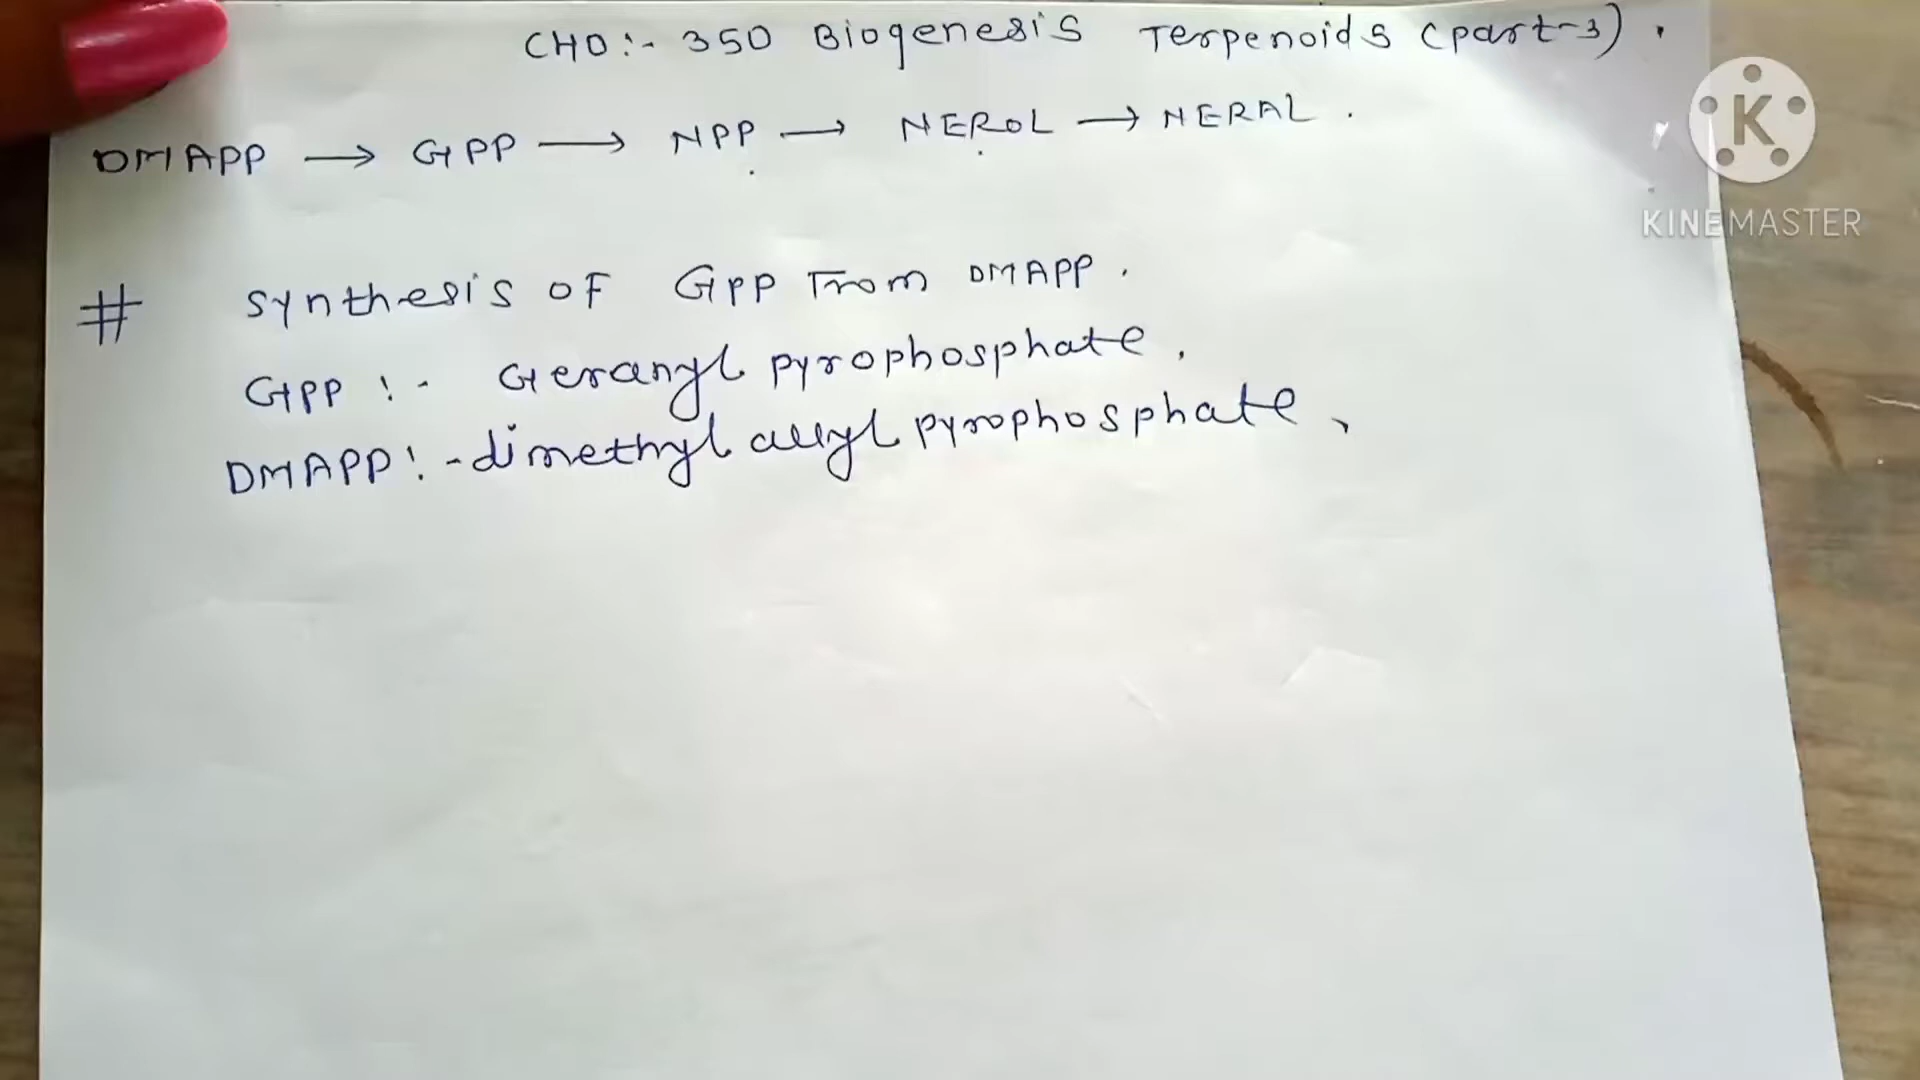 CHO:- 350 Biogenesis Terpenoids (part-3).
DMAPP → GPP → NPP → NEROL → NERAL.
K
KINEMASTER
# Synthesis of GPP From DMAPP.
GPP :- Geranyl pyrophosphate.
DMAPP :- dimethyl allyl pyrophosphate,